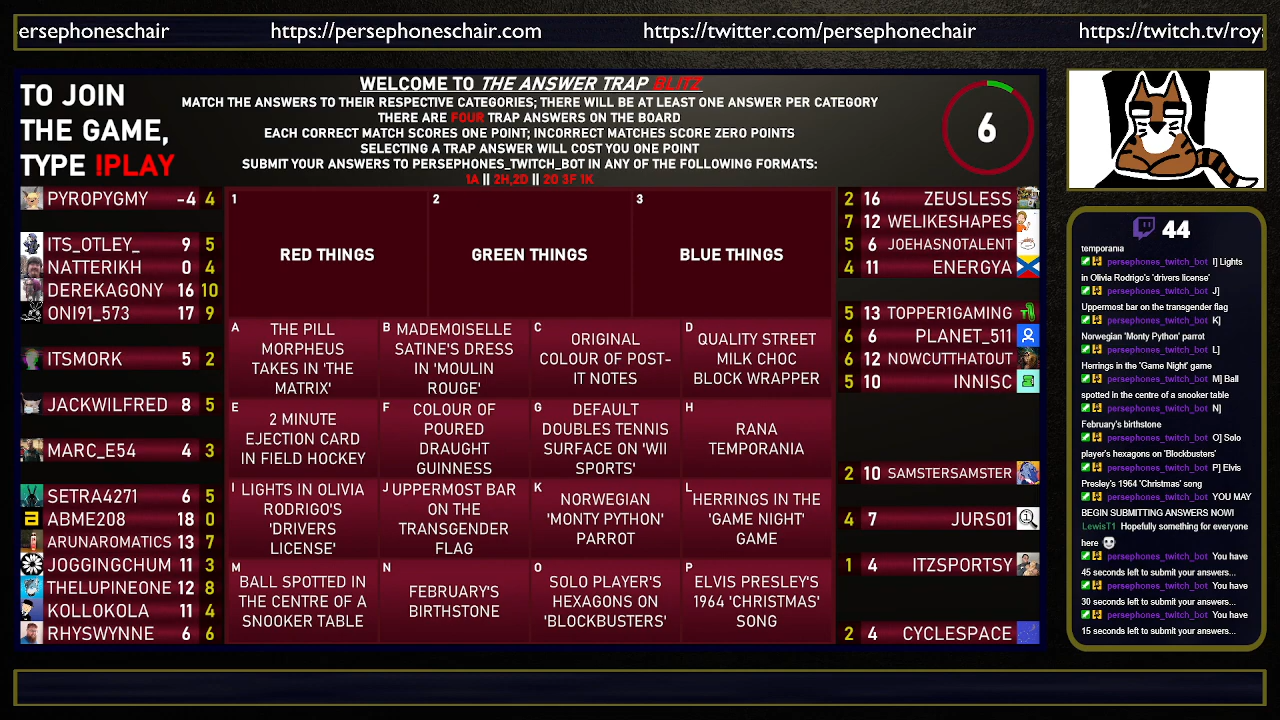 ersephoneschair https://persephoneschair.com https://twitter.com/persephonechair https://twitch.tv/roy
TO JOIN
THE GAME,
TYPE !PLAY
WELCOME TO THE ANSWER TRAP BLITZ
MATCH THE ANSWERS TO THEIR RESPECTIVE CATEGORIES; THERE WILL BE AT LEAST ONE ANSWER PER CATEGORY
THERE ARE FOUR TRAP ANSWERS ON THE BOARD
EACH CORRECT MATCH SCORES ONE POINT; INCORRECT MATCHES SCORE ZERO POINTS
SELECTING A TRAP ANSWER WILL COST YOU ONE POINT
SUBMIT YOUR ANSWERS TO PERSEPHONES_TWITCH_BOT IN ANY OF THE FOLLOWING FORMATS:
1A || 2H,2D || 2O 3F 1K
6
PYROPYGMY -4 4
ITS_OTLEY_ 9 5
NATTERIKH 0 4
DEREKAGONY 16 10
ONI91_573 17 9
ITSMORK 5 2
JACKWILFRED 8 5
MARC_E54 4 3
SETRA4271 6 5
ABME208 18 0
ARUNAROMATICS 13 7
JOGGINGCHUM 11 3
THELUPINEONE 12 8
KOLLOKOLA 11 4
RHYSWYNNE 6 6
1
RED THINGS
2
GREEN THINGS
3
BLUE THINGS
A THE PILL
MORPHEUS
TAKES IN 'THE
MATRIX'
B MADEMOISELLE
SATINE'S DRESS
IN 'MOULIN
ROUGE'
C ORIGINAL
COLOUR OF POST-
IT NOTES
D QUALITY STREET
MILK CHOC
BLOCK WRAPPER
E 2 MINUTE
EJECTION CARD
IN FIELD HOCKEY
F COLOUR OF
POURED
DRAUGHT
GUINNESS
G DEFAULT
DOUBLES TENNIS
SURFACE ON 'WII
SPORTS'
H RANA
TEMPORANIA
I LIGHTS IN OLIVIA
RODRIGO'S
'DRIVERS
LICENSE'
J UPPERMOST BAR
ON THE
TRANSGENDER
FLAG
K NORWEGIAN
'MONTY PYTHON'
PARROT
L HERRINGS IN THE
'GAME NIGHT'
GAME
M BALL SPOTTED IN
THE CENTRE OF A
SNOOKER TABLE
N FEBRUARY'S
BIRTHSTONE
O SOLO PLAYER'S
HEXAGONS ON
'BLOCKBUSTERS'
P ELVIS PRESLEY'S
1964 'CHRISTMAS'
SONG
2 16 ZEUSLESS
7 12 WELIKESHAPES
5 6 JOEHASNOTALENT
4 11 ENERGYA
5 13 TOPPER1GAMING
6 6 PLANET_511
6 12 NOWCUTTHATOUT
5 10 INNISC
2 10 SAMSTERSAMSTER
4 7 JURS01
1 4 ITZSPORTSY
2 4 CYCLESPACE
44
temporania
persephones_twitch_bot I] Lights
in Olivia Rodrigo's 'drivers license'
persephones_twitch_bot J]
Uppermost bar on the transgender
flag
persephones_twitch_bot K]
Norwegian 'Monty Python' parrot
persephones_twitch_bot L]
Herrings in the 'Game Night' game
persephones_twitch_bot M] Ball
spotted in the centre of a snooker table
persephones_twitch_bot N]
February's birthstone
persephones_twitch_bot O] Solo
player's hexagons on 'Blockbusters'
persephones_twitch_bot P] Elvis
Presley's 1964 'Christmas' song
persephones_twitch_bot YOU MAY
BEGIN SUBMITTING ANSWERS NOW!
LewisT1 Hopefully something for everyone
here
persephones_twitch_bot You have
45 seconds left to submit your answers...
persephones_twitch_bot You have
30 seconds left to submit your answers...
persephones_twitch_bot You have
15 seconds left to submit your answers...